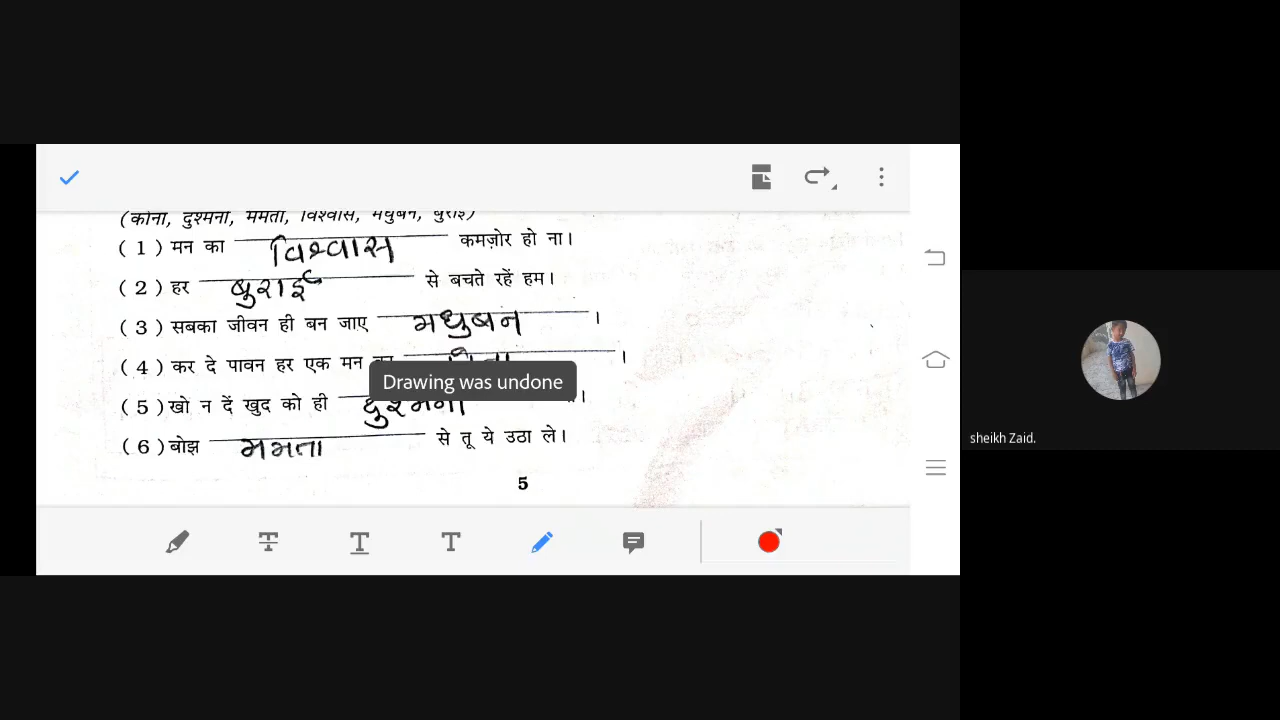 (कोना, दुश्मनी, ममता, विश्वास, मधुबन, बुराई)
(1) मन का विश्वास कमज़ोर हो ना।
(2) हर बुराई से बचते रहें हम।
(3) सबका जीवन ही बन जाए मधुबन ।
(4) कर दे पावन हर एक मन का ।
Drawing was undone
(5) खो न दें खुद को ही ।
(6) बोझ ममता से तू ये उठा ले।
5
sheikh Zaid.